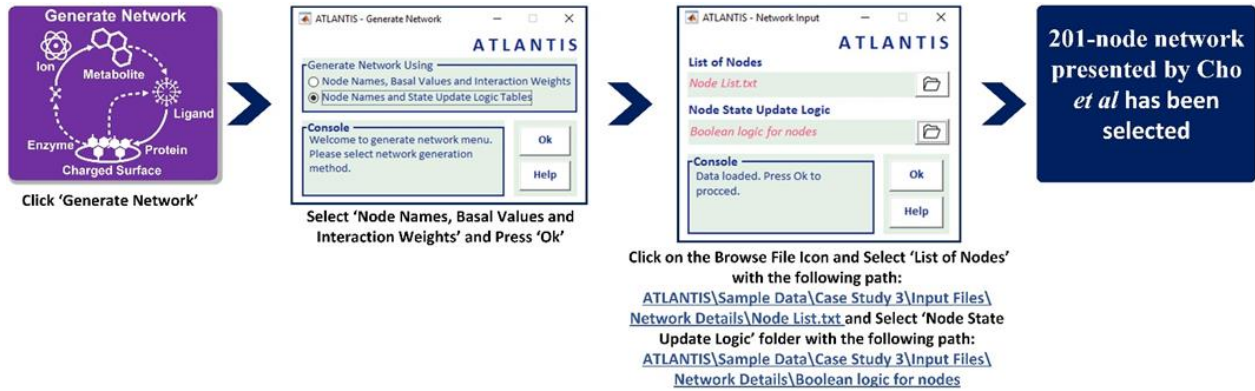 Generate Network
Ion
Metabolite
Ligand
Enzyme
Protein
Charged Surface
Click ‘Generate Network’
ATLANTIS - Generate Network
ATLANTIS
Generate Network Using
Node Names, Basal Values and Interaction Weights
Node Names and State Update Logic Tables
Console
Welcome to generate network menu.
Please select network generation
method.
Ok
Help
Select ‘Node Names, Basal Values and
Interaction Weights’ and Press ‘Ok’
ATLANTIS - Network Input
ATLANTIS
List of Nodes
Node List.txt
Node State Update Logic
Boolean logic for nodes
Console
Data loaded. Press Ok to
procced.
Ok
Help
Click on the Browse File Icon and Select ‘List of Nodes’
with the following path:
ATLANTIS\Sample Data\Case Study 3\Input Files\
Network Details\Node List.txt and Select ‘Node State
Update Logic’ folder with the following path:
ATLANTIS\Sample Data\Case Study 3\Input Files\
Network Details\Boolean logic for nodes
201-node network
presented by Cho
et al has been
selected